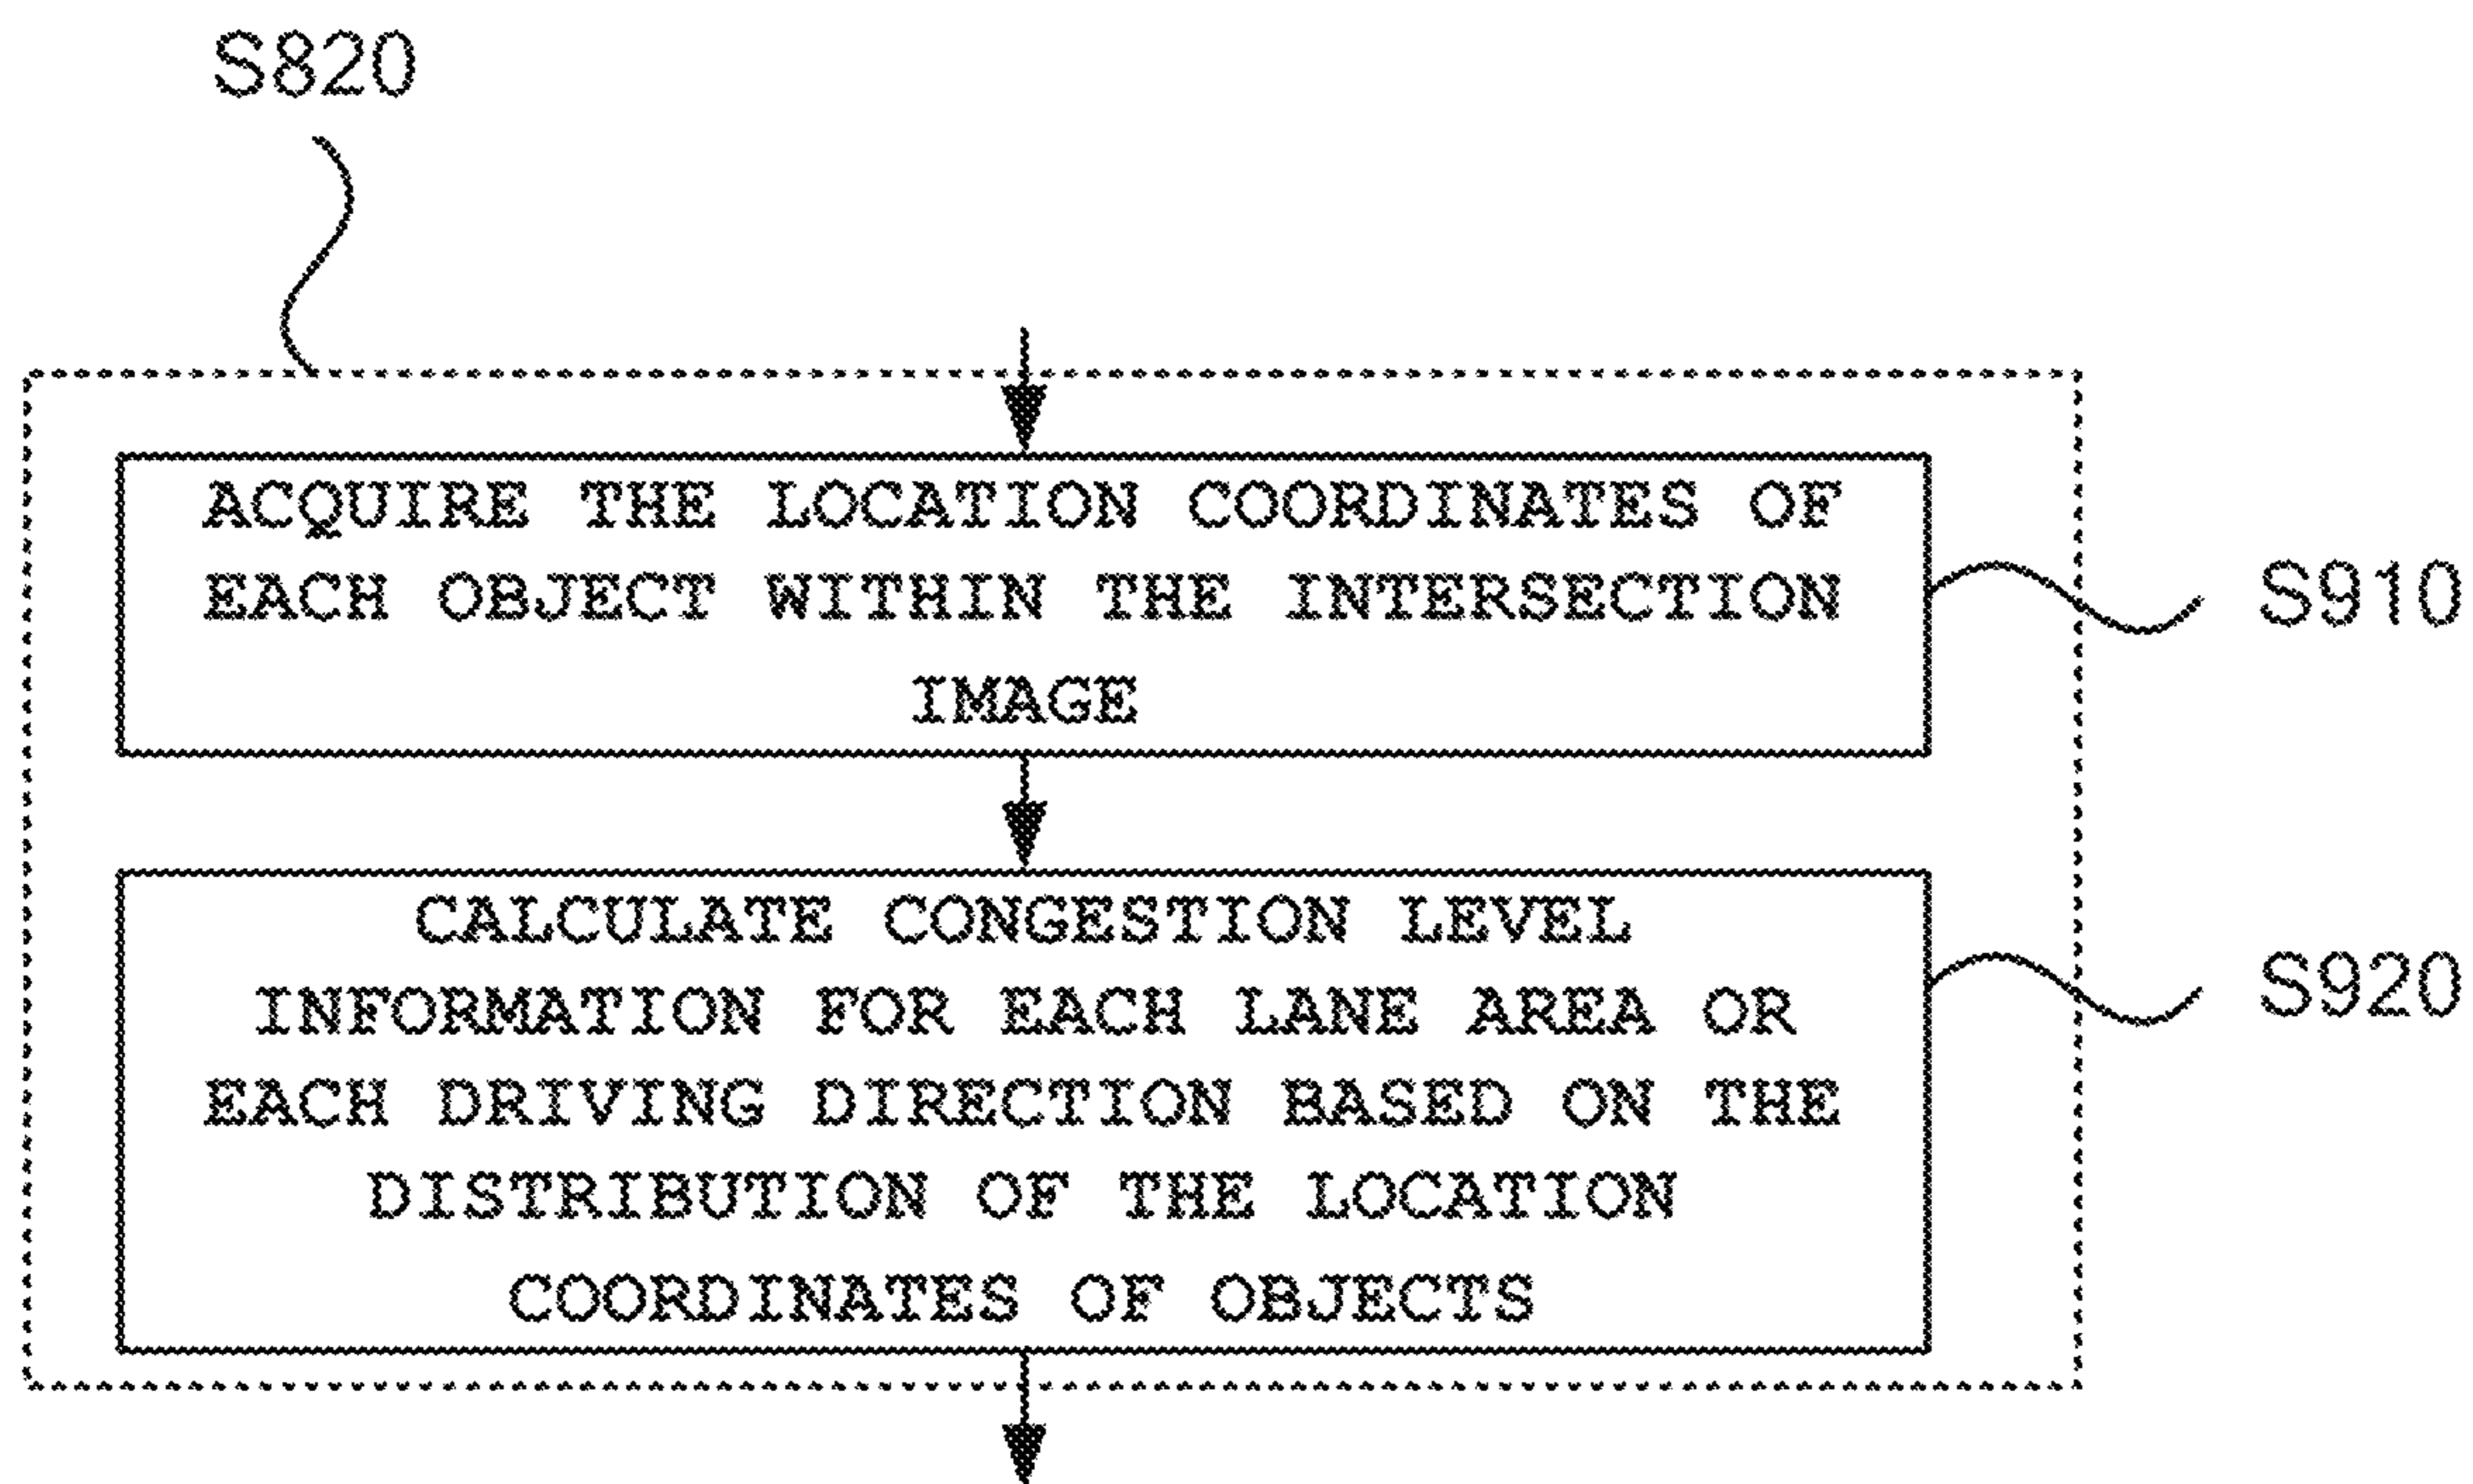 S820
ACQUIRE THE LOCATION COORDINATES OF
EACH OBJECT WITHIN THE INTERSECTION
IMAGE
S910
CALCULATE CONGESTION LEVEL
INFORMATION FOR EACH LANE AREA OR
EACH DRIVING DIRECTION BASED ON THE
DISTRIBUTION OF THE LOCATION
COORDINATES OF OBJECTS
S920